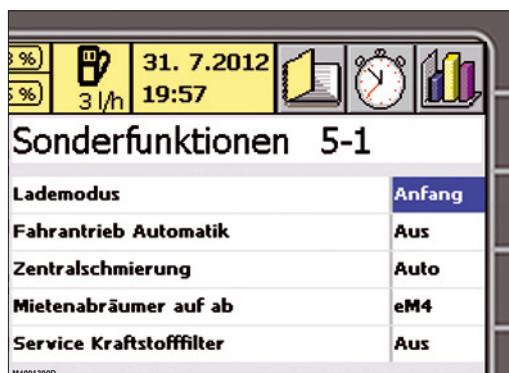 %)
%)
3 l/h
31. 7.2012
19:57
Sonderfunktionen 5-1
Lademodus Anfang
Fahrantrieb Automatik Aus
Zentralschmierung Auto
Mietenabräumer auf ab eM4
Service Kraftstofffilter Aus